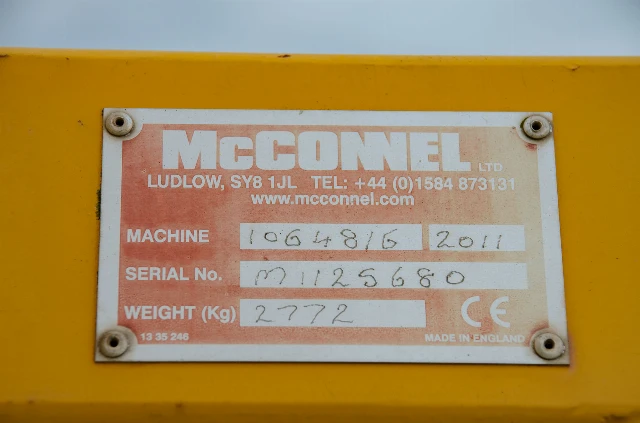 McCONNEL LTD
LUDLOW, SY8 1JL TEL: +44 (0)1584 873131
www.mcconnel.com
MACHINE 1064816 2011
SERIAL No. M1125680
WEIGHT (Kg) 2772 CE
13 35 246 MADE IN ENGLAND